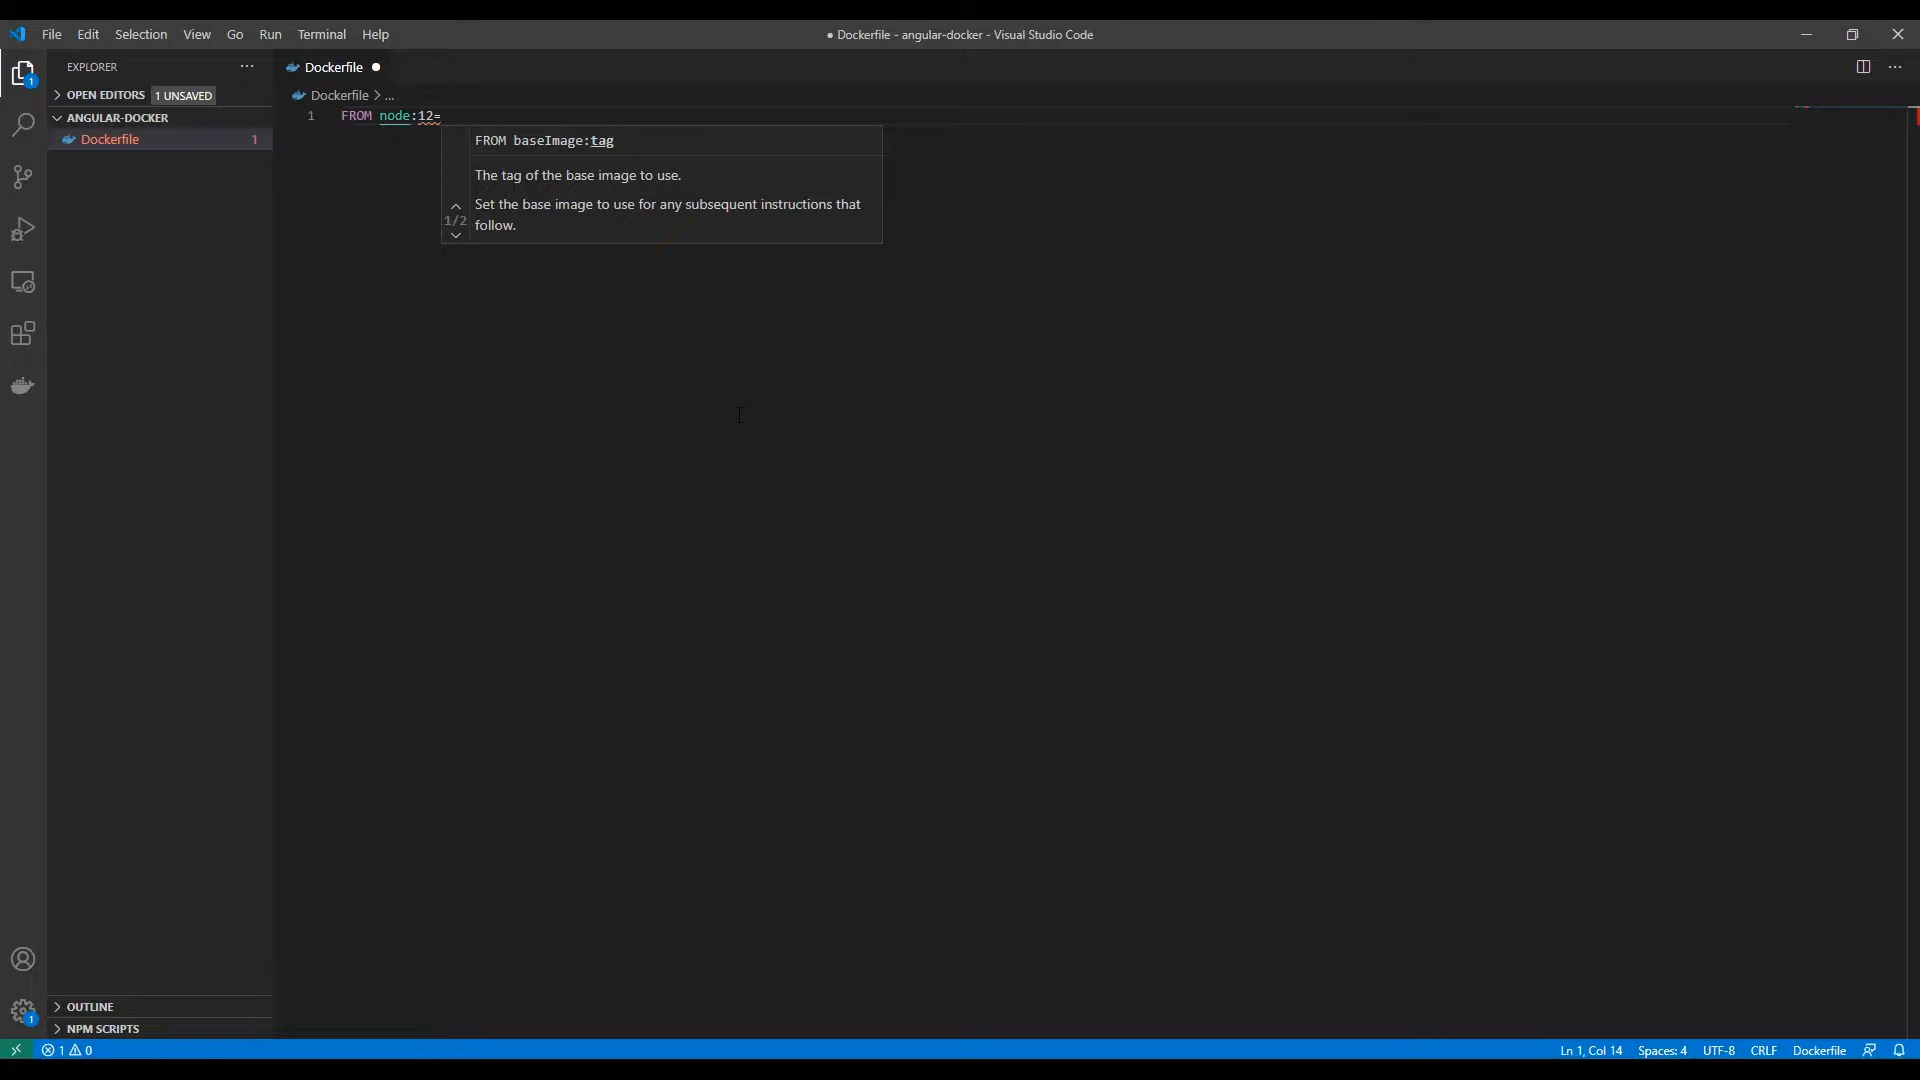 File Edit Selection View Go Run Terminal Help
● Dockerfile - angular-docker - Visual Studio Code
EXPLORER
Dockerfile ●
OPEN EDITORS 1 UNSAVED
Dockerfile > ...
ANGULAR-DOCKER
1 FROM node:12=
Dockerfile 1
FROM baseImage:tag
The tag of the base image to use.
Set the base image to use for any subsequent instructions that
1/2
follow.
1
1
OUTLINE
NPM SCRIPTS
1 0
Ln 1, Col 14 Spaces: 4 UTF-8 CRLF Dockerfile